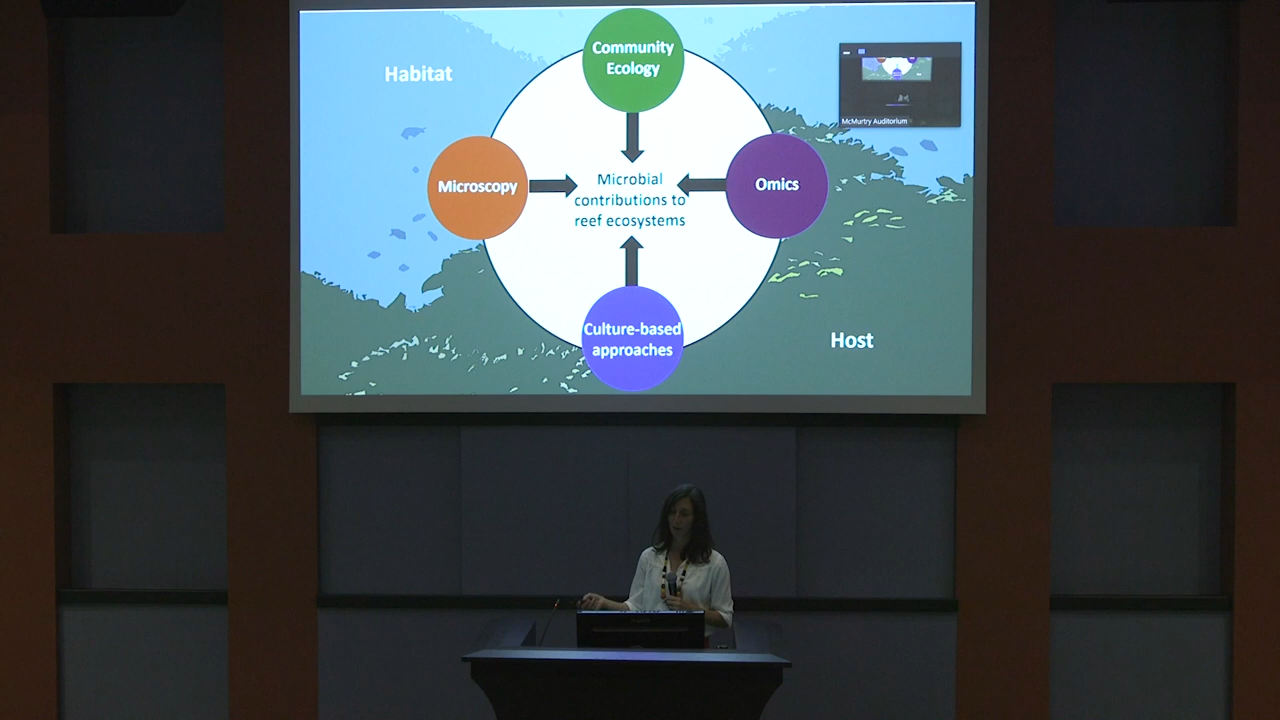 Community
Ecology
Habitat
McMurtry Auditorium
Microscopy
Microbial
contributions to
reef ecosystems
Omics
Culture-based
approaches
Host